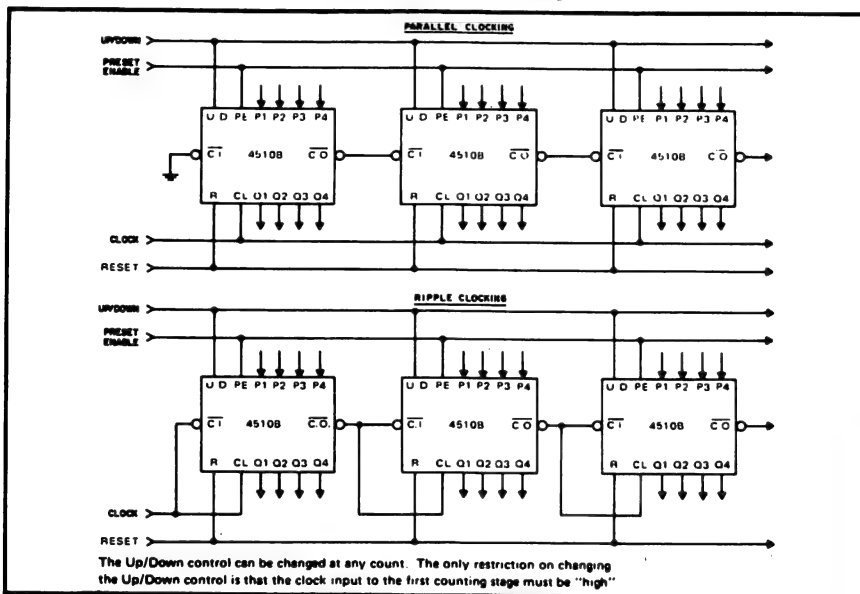 PARALLEL CLOCKING
UP/DOWN
PRESET
ENABLE
U D PE P1 P2 P3 P4
U D PE P1 P2 P3 P4
U D PE P1 P2 P3 P4
CI 4510B CO
CI 4510B CO
CI 4510B CO
R CL Q1 Q2 Q3 Q4
R CL Q1 Q2 Q3 Q4
R CL Q1 Q2 Q3 Q4
CLOCK
RESET
RIPPLE CLOCKING
UP/DOWN
PRESET
ENABLE
U D PE P1 P2 P3 P4
U D PE P1 P2 P3 P4
U D PE P1 P2 P3 P4
CI 4510B C.O.
C.I 4510B CO
CI 4510B CO
R CL Q1 Q2 Q3 Q4
R CL Q1 Q2 Q3 Q4
R CL Q1 Q2 Q3 Q4
CLOCK
RESET
The Up/Down control can be changed at any count. The only restriction on changing
the Up/Down control is that the clock input to the first counting stage must be "high"